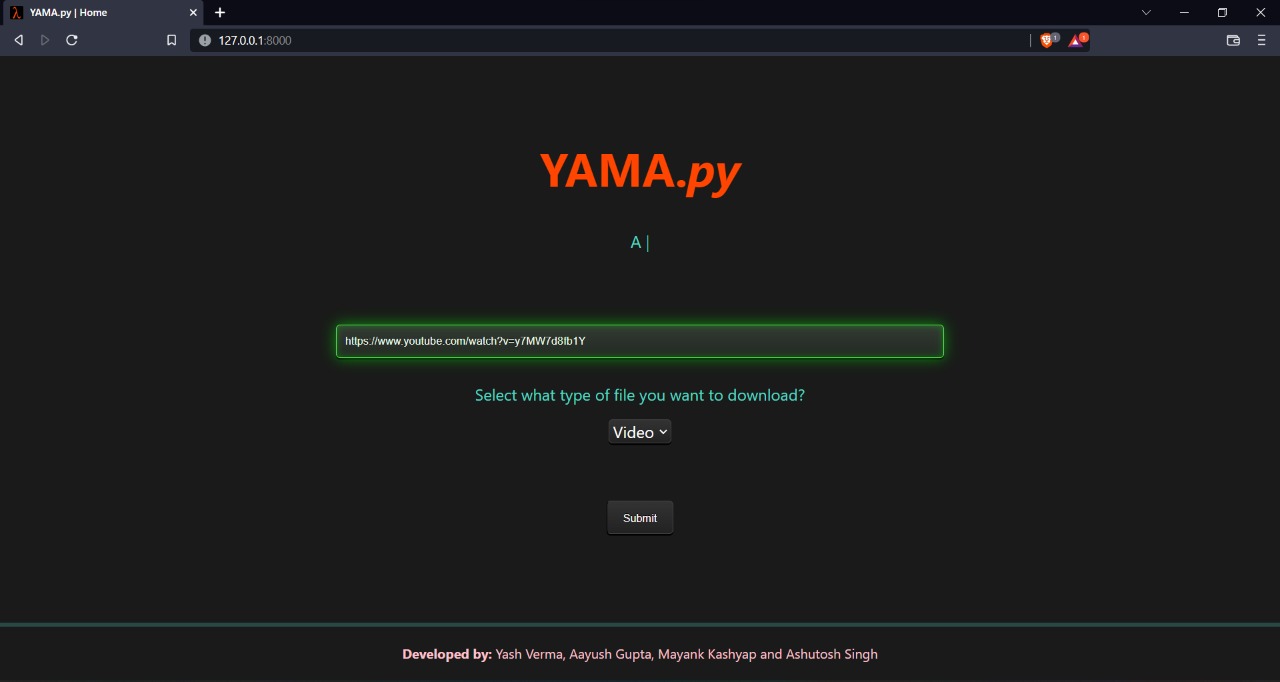 YAMA.py | Home
127.0.0.1:8000
1
1
YAMA.py
A |
https://www.youtube.com/watch?v=y7MW7d8fb1Y
Select what type of file you want to download?
Video
Submit
Developed by: Yash Verma, Aayush Gupta, Mayank Kashyap and Ashutosh Singh